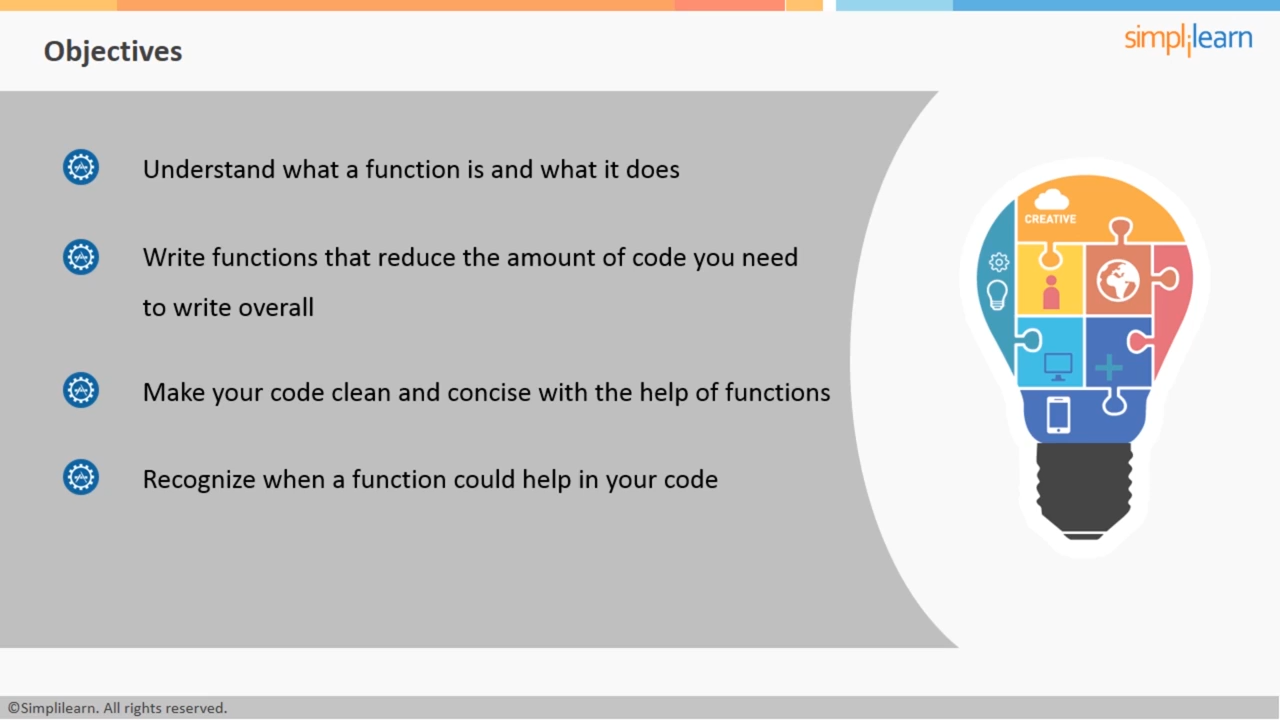 Objectives
simplilearn
Understand what a function is and what it does
Write functions that reduce the amount of code you need
to write overall
Make your code clean and concise with the help of functions
Recognize when a function could help in your code
CREATIVE
©Simplilearn. All rights reserved.